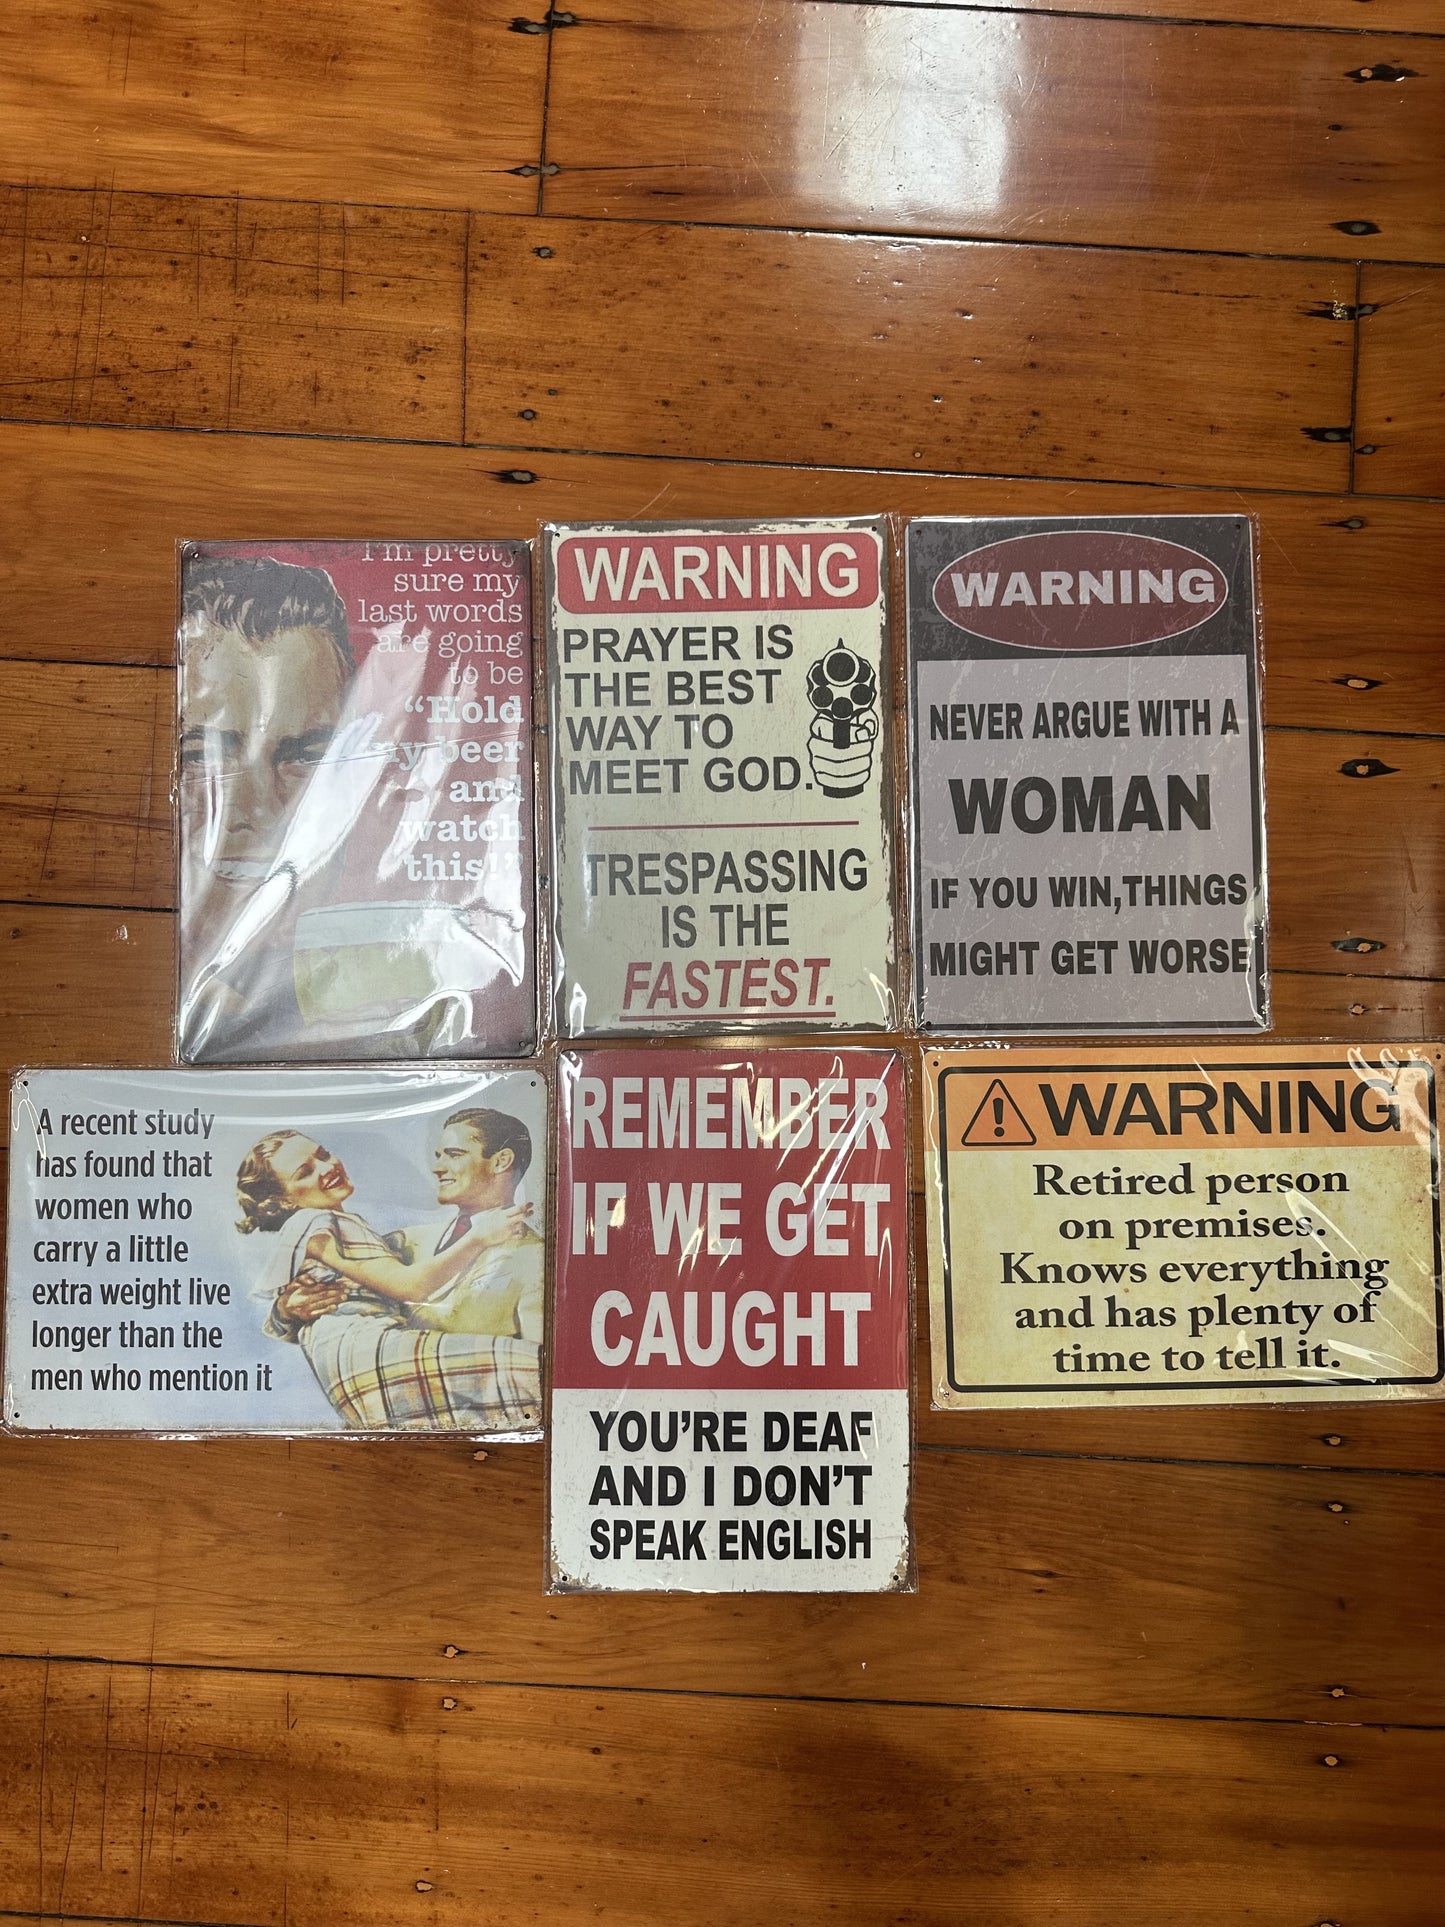 I'm pretty
sure my
last words
are going
to be
“Hold
my beer
and
watch
this!”
WARNING
PRAYER IS
THE BEST
WAY TO
MEET GOD.
TRESPASSING
IS THE
FASTEST.
WARNING
NEVER ARGUE WITH A
WOMAN
IF YOU WIN,THINGS
MIGHT GET WORSE
A recent study
has found that
women who
carry a little
extra weight live
longer than the
men who mention it
REMEMBER
IF WE GET
CAUGHT
YOU'RE DEAF
AND I DON'T
SPEAK ENGLISH
WARNING
Retired person
on premises.
Knows everything
and has plenty of
time to tell it.